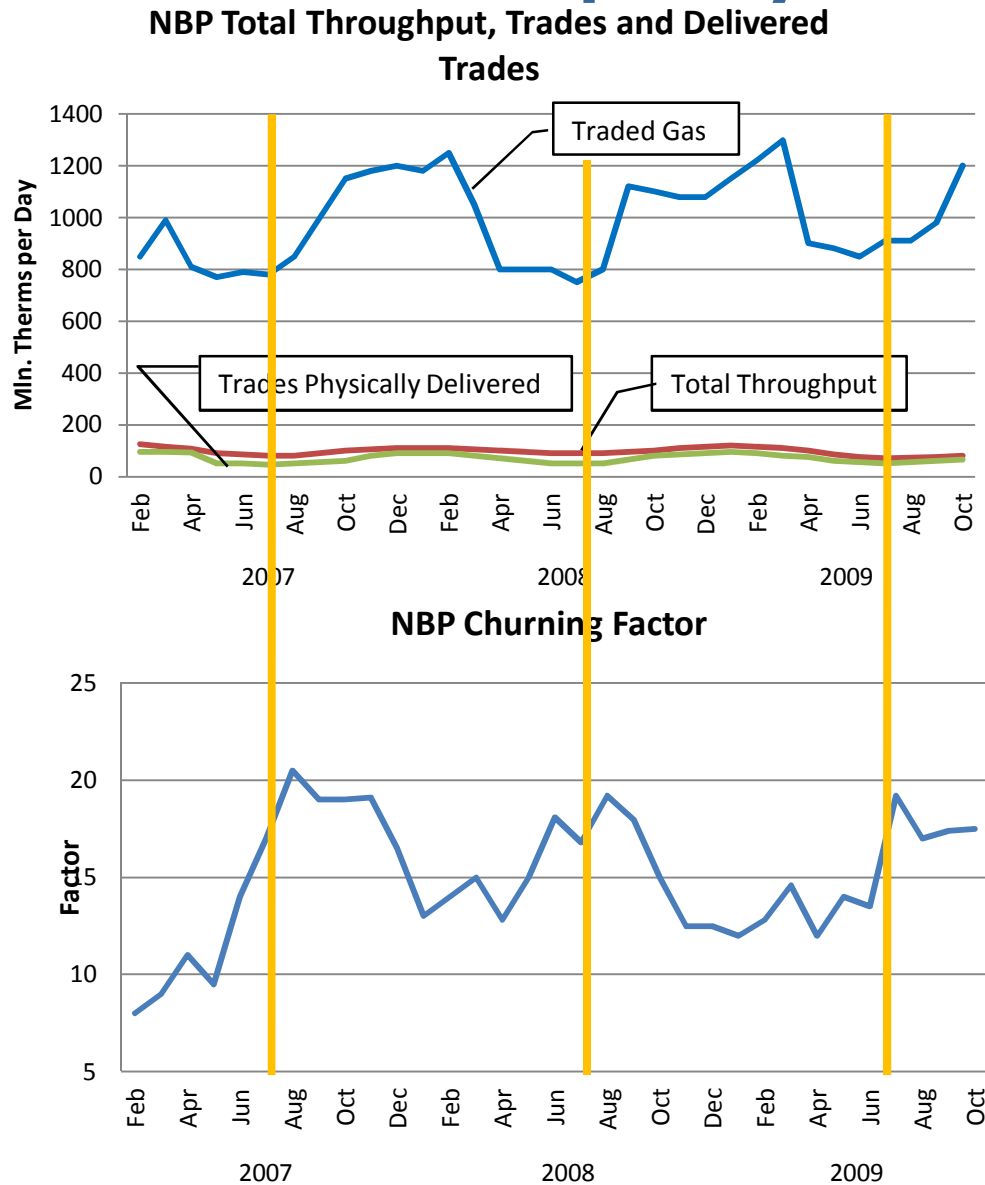 NBP Total Throughput, Trades and Delivered
Trades
Mln. Therms per Day
1400
1200
1000
800
600
400
200
0
Traded Gas
Trades Physically Delivered
Total Throughput
Feb Apr Jun Aug Oct Dec Feb Apr Jun Aug Oct Dec Feb Apr Jun Aug Oct
2007 2008 2009
NBP Churning Factor
Factor
25
20
15
10
5
Feb Apr Jun Aug Oct Dec Feb Apr Jun Aug Oct Dec Feb Apr Jun Aug Oct
2007 2008 2009